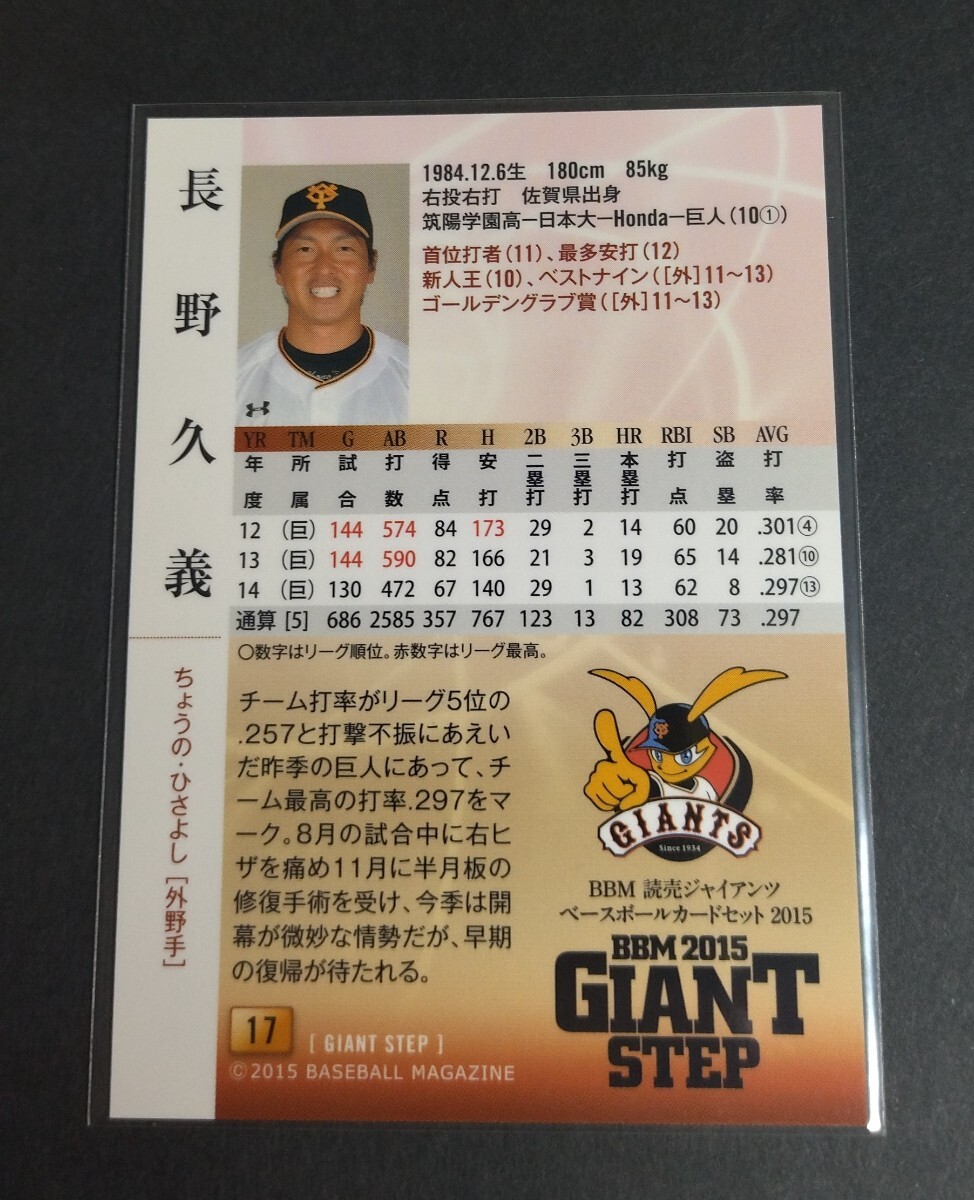 長野久義
ちょうの・ひさよし［外野手］
1984.12.6生 180cm 85kg
右投右打 佐賀県出身
筑陽学園高ー日本大ーHondaー巨人(10①)
首位打者(11)、最多安打(12)
新人王(10)、ベストナイン([外]11〜13)
ゴールデングラブ賞([外]11〜13)
YR TM G AB R H 2B 3B HR RBI SB AVG
年度 所属 試合 打数 得点 安打 二塁打 三塁打 本塁打 打点 盗塁 打率
12 (巨) 144 574 84 173 29 2 14 60 20 .301④
13 (巨) 144 590 82 166 21 3 19 65 14 .281⑩
14 (巨) 130 472 67 140 29 1 13 62 8 .297⑬
通算 [5] 686 2585 357 767 123 13 82 308 73 .297
〇数字はリーグ順位。赤数字はリーグ最高。
チーム打率がリーグ5位の
.257と打撃不振にあえい
だ昨季の巨人にあって、チ
ーム最高の打率.297をマ
ーク。8月の試合中に右ヒ
ザを痛め11月に半月板の
修復手術を受け、今季は開
幕が微妙な情勢だが、早期
の復帰が待たれる。
GIANTS
Since 1934
BBM 読売ジャイアンツ
ベースボールカードセット 2015
BBM 2015
GIANT
STEP
17 [ GIANT STEP ]
©2015 BASEBALL MAGAZINE